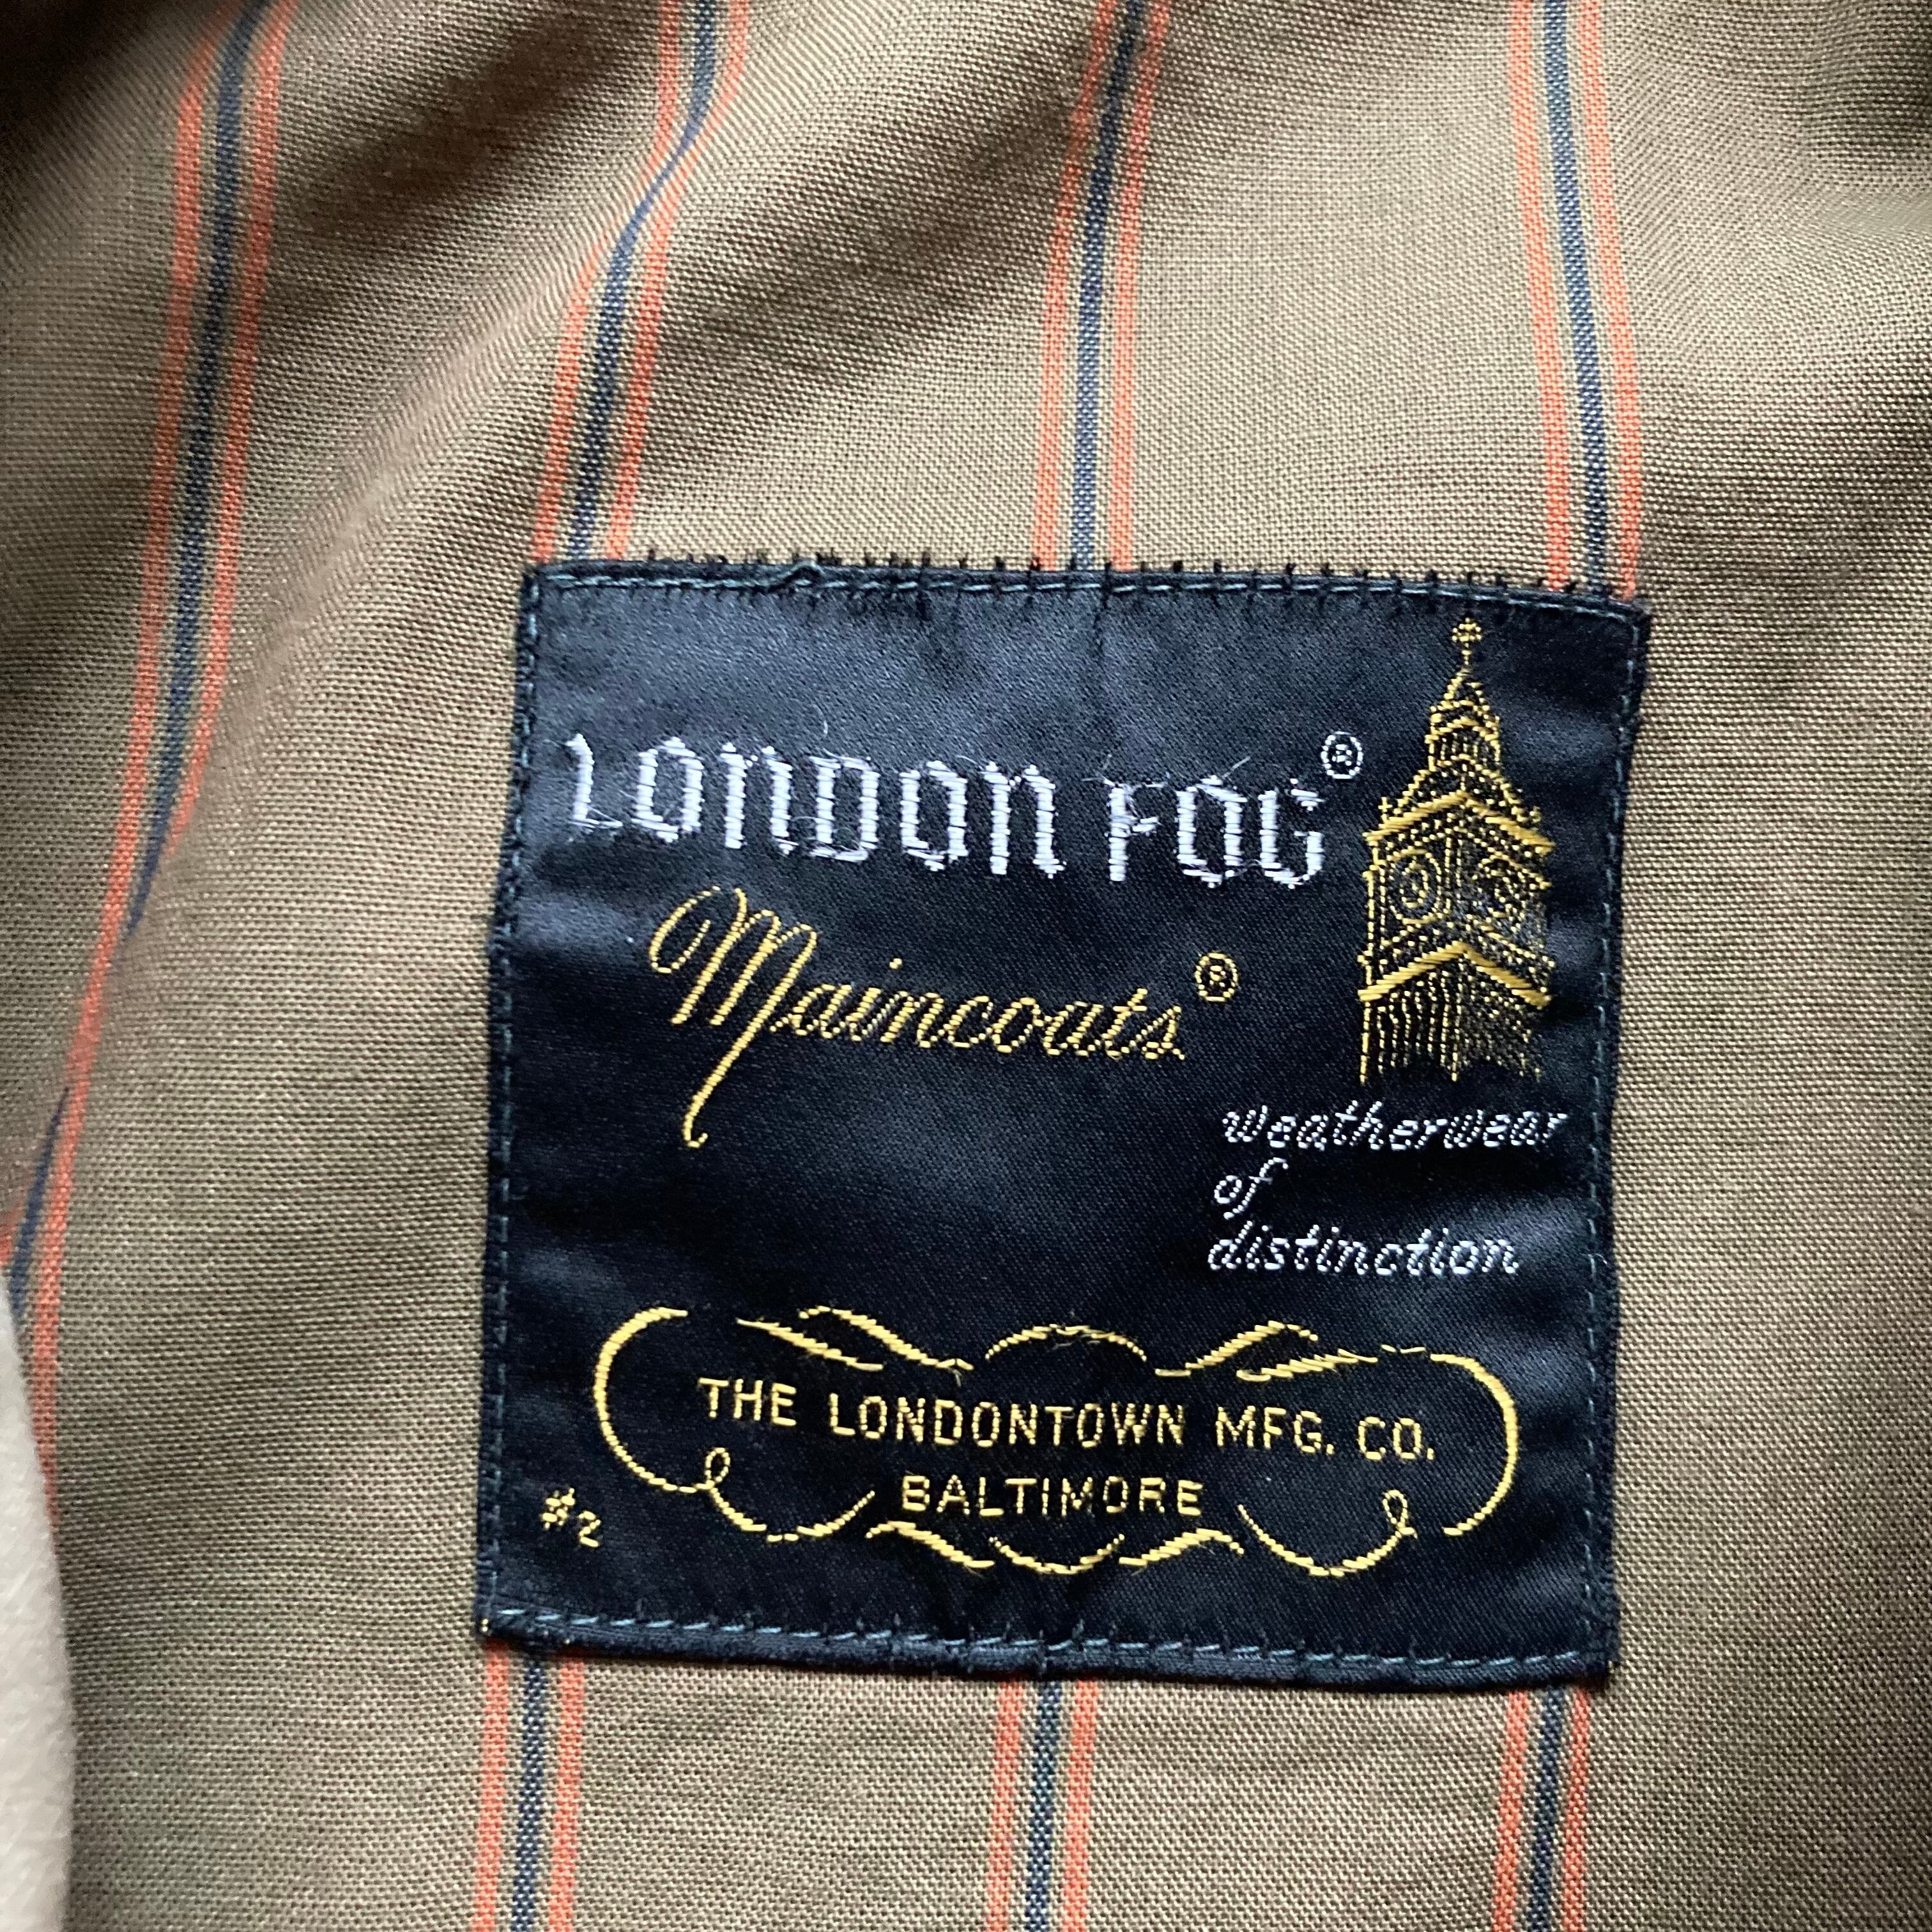 LONDON FOG®
Maincoats®
weatherwear
of
distinction
THE LONDONTOWN MFG. CO.
BALTIMORE
#2